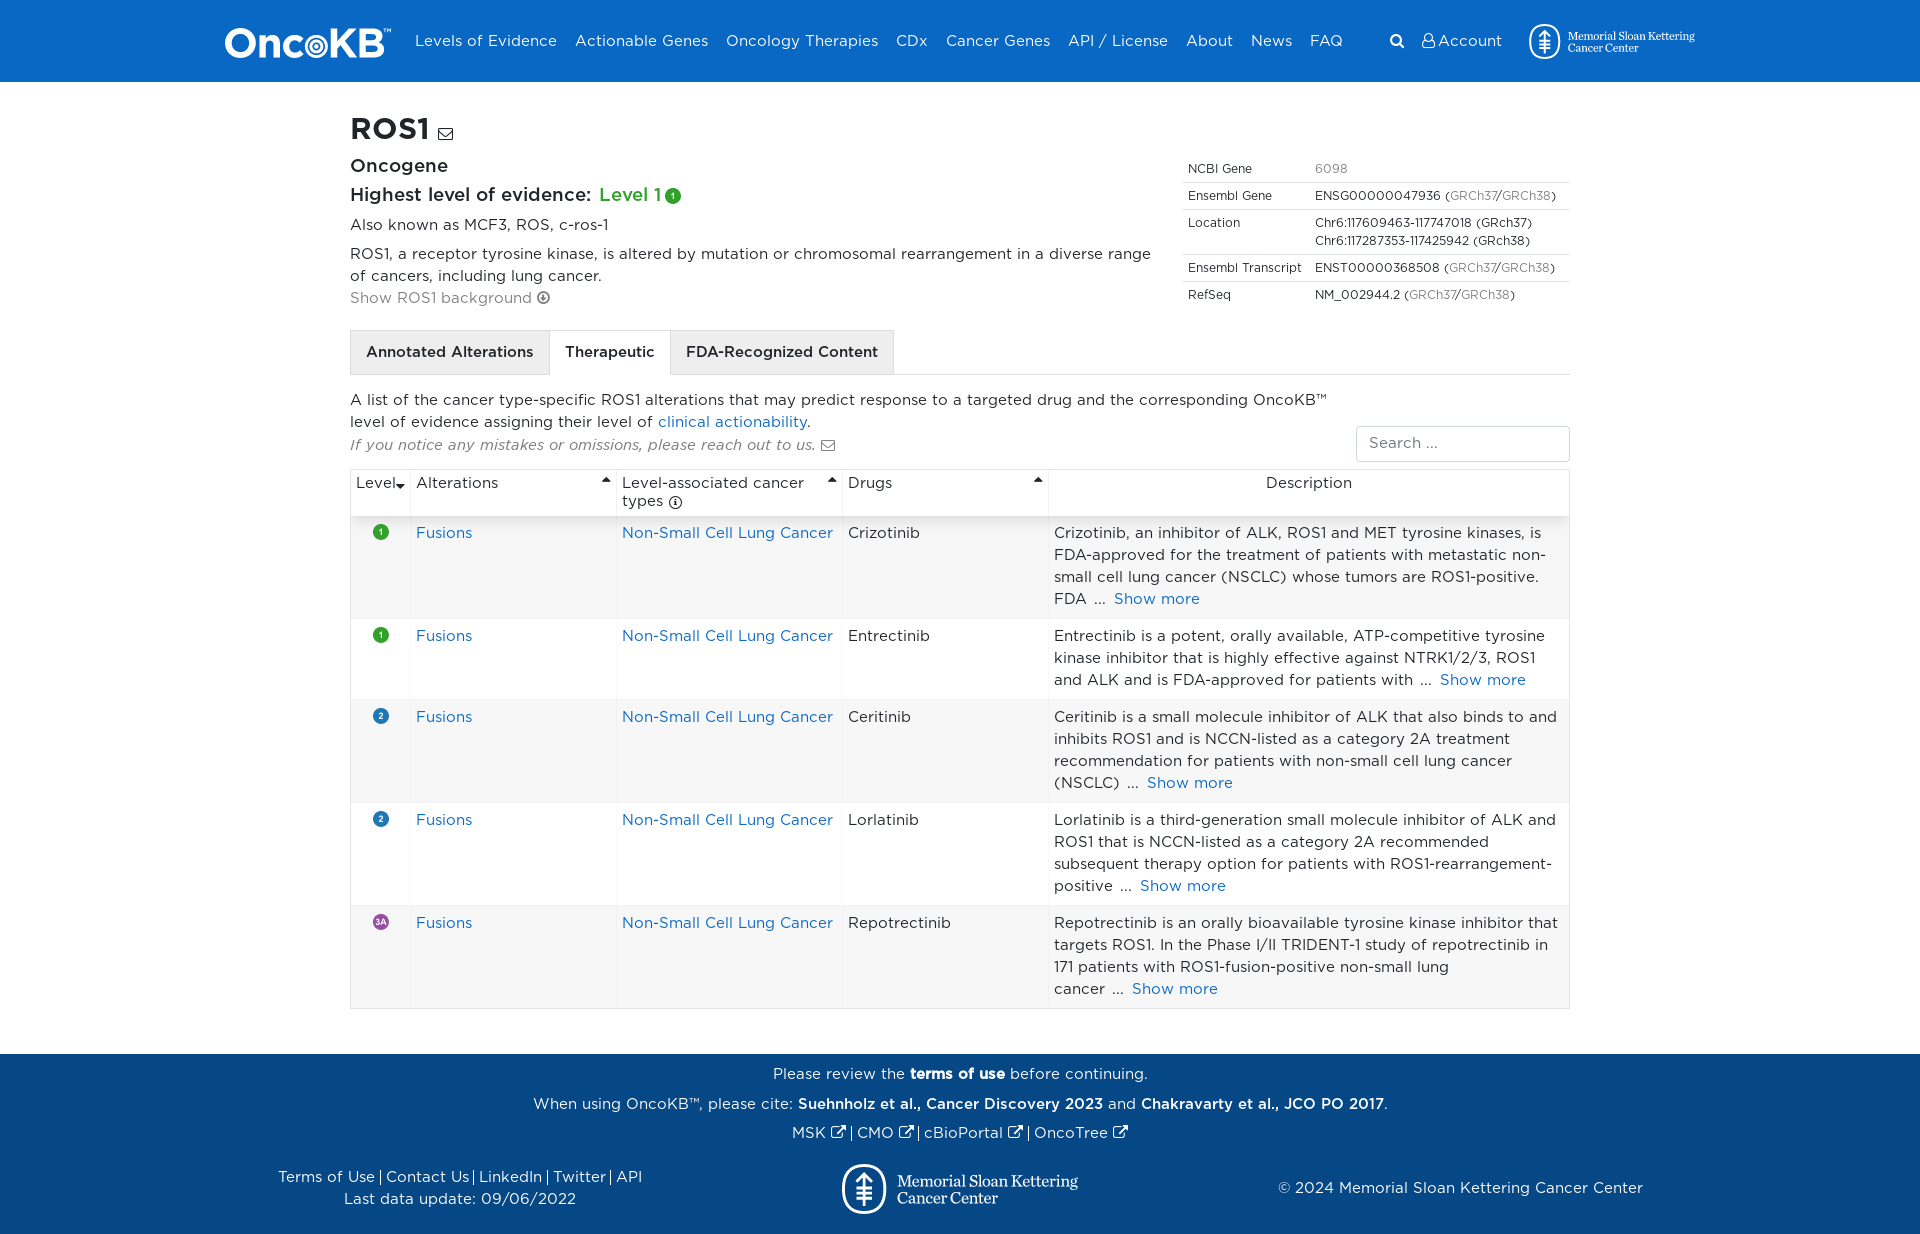 OncoKB™ Levels of Evidence Actionable Genes Oncology Therapies CDx Cancer Genes API / License About News FAQ Account Memorial Sloan Kettering
Cancer Center
ROS1
Oncogene
Highest level of evidence: Level 1 1
Also known as MCF3, ROS, c-ros-1
ROS1, a receptor tyrosine kinase, is altered by mutation or chromosomal rearrangement in a diverse range
of cancers, including lung cancer.
Show ROS1 background
NCBI Gene 6098
Ensembl Gene ENSG00000047936 (GRCh37/GRCh38)
Location Chr6:117609463-117747018 (GRch37)
Chr6:117287353-117425942 (GRch38)
Ensembl Transcript ENST00000368508 (GRCh37/GRCh38)
RefSeq NM_002944.2 (GRCh37/GRCh38)
Annotated Alterations Therapeutic FDA-Recognized Content
A list of the cancer type-specific ROS1 alterations that may predict response to a targeted drug and the corresponding OncoKB™
level of evidence assigning their level of clinical actionability.
If you notice any mistakes or omissions, please reach out to us.
Search ...
Level Alterations Level-associated cancer Drugs Description
types
1 Fusions Non-Small Cell Lung Cancer Crizotinib Crizotinib, an inhibitor of ALK, ROS1 and MET tyrosine kinases, is
FDA-approved for the treatment of patients with metastatic non-
small cell lung cancer (NSCLC) whose tumors are ROS1-positive.
FDA ... Show more
1 Fusions Non-Small Cell Lung Cancer Entrectinib Entrectinib is a potent, orally available, ATP-competitive tyrosine
kinase inhibitor that is highly effective against NTRK1/2/3, ROS1
and ALK and is FDA-approved for patients with ... Show more
2 Fusions Non-Small Cell Lung Cancer Ceritinib Ceritinib is a small molecule inhibitor of ALK that also binds to and
inhibits ROS1 and is NCCN-listed as a category 2A treatment
recommendation for patients with non-small cell lung cancer
(NSCLC) ... Show more
2 Fusions Non-Small Cell Lung Cancer Lorlatinib Lorlatinib is a third-generation small molecule inhibitor of ALK and
ROS1 that is NCCN-listed as a category 2A recommended
subsequent therapy option for patients with ROS1-rearrangement-
positive ... Show more
3A Fusions Non-Small Cell Lung Cancer Repotrectinib Repotrectinib is an orally bioavailable tyrosine kinase inhibitor that
targets ROS1. In the Phase I/II TRIDENT-1 study of repotrectinib in
171 patients with ROS1-fusion-positive non-small lung
cancer ... Show more
Please review the terms of use before continuing.
When using OncoKB™, please cite: Suehnholz et al., Cancer Discovery 2023 and Chakravarty et al., JCO PO 2017.
MSK | CMO | cBioPortal | OncoTree
Terms of Use | Contact Us | LinkedIn | Twitter | API
Last data update: 09/06/2022
Memorial Sloan Kettering
Cancer Center
© 2024 Memorial Sloan Kettering Cancer Center